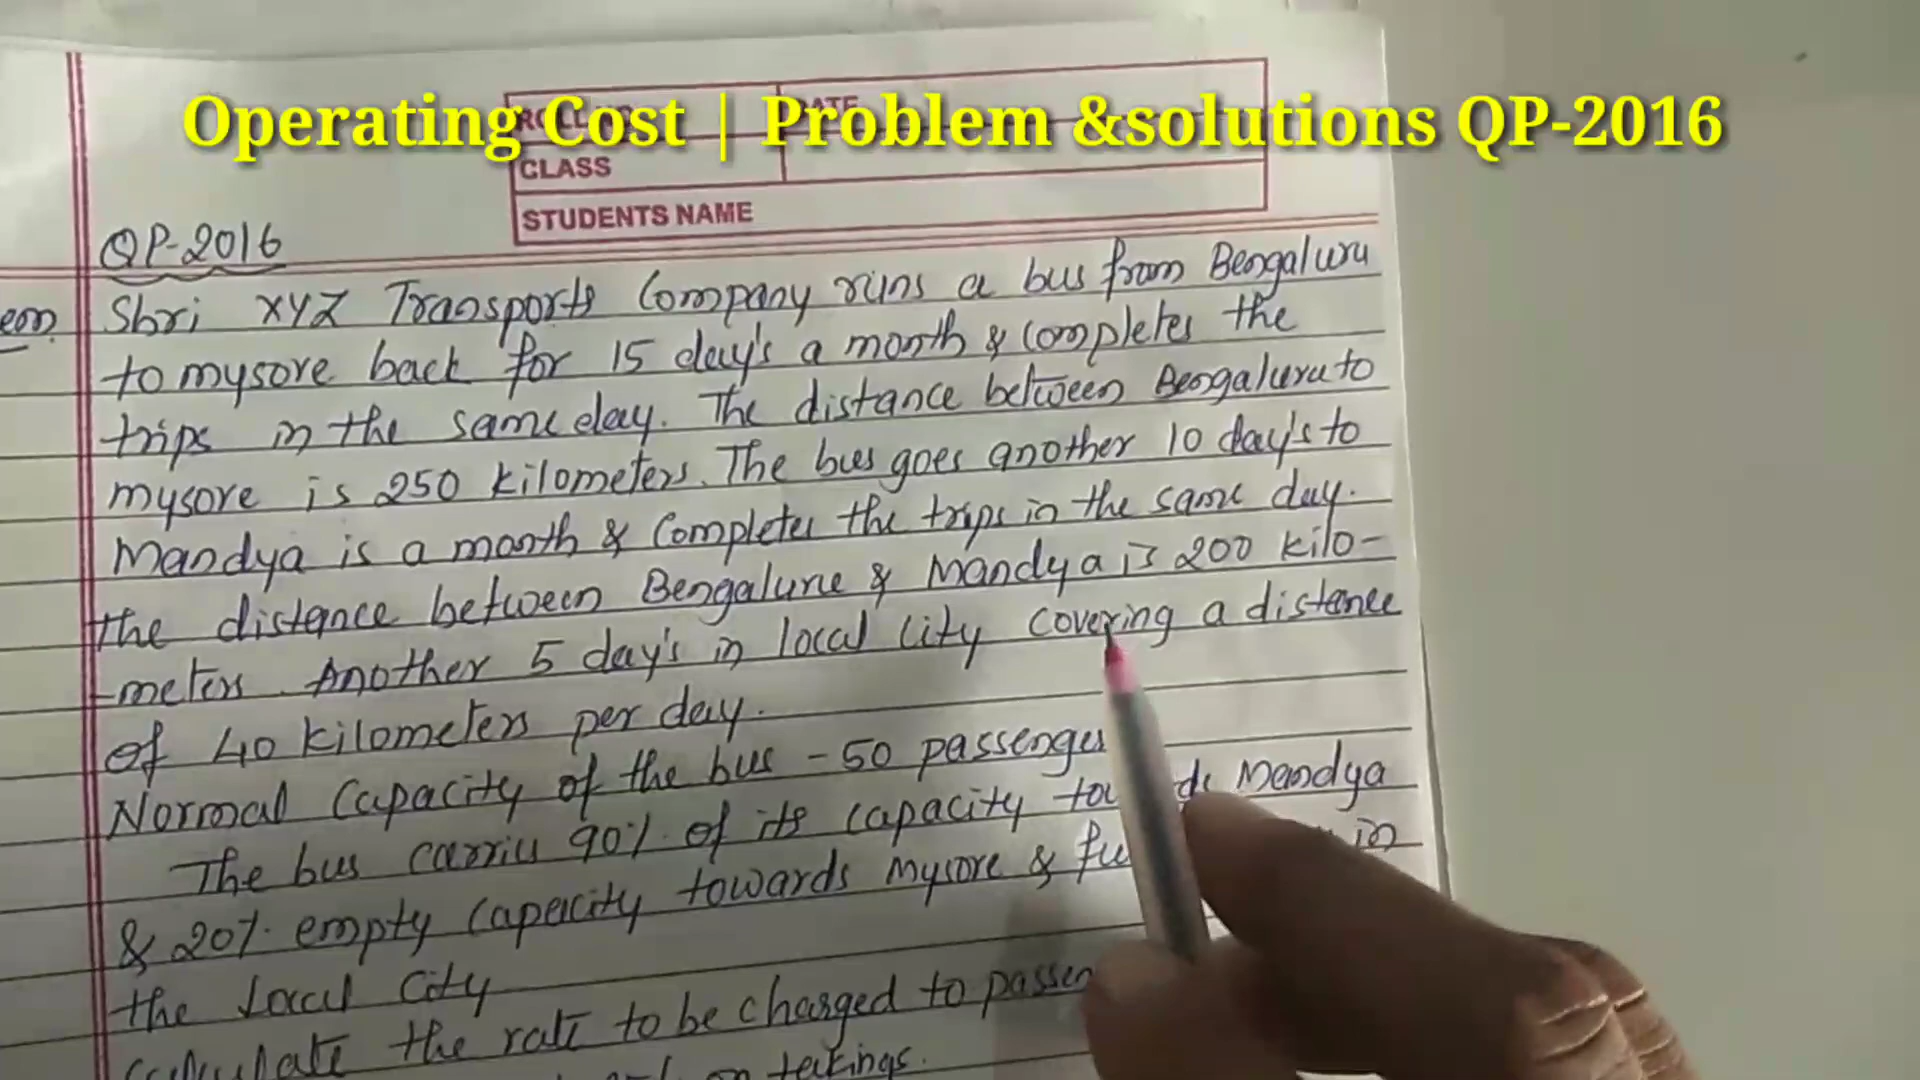 Operating Cost | Problem &solutions QP-2016
DATE
CLASS
STUDENTS NAME
QP-2016
Shri XYZ Transports Company runs a bus from Bengaluru
to mysore back for 15 day's a month & completes the
trips in the same day. The distance between Bengaluru to
mysore is 250 kilometers. The bus goes another 10 day's to
Mandya is a month & Completes the trips in the same day.
the distance between Bengalure & Mandya is 200 kilo-
-meters. Another 5 day's in local city covering a distance
of 40 kilometers per day.
Normal Capacity of the bus - 50 passenger
The bus carries 90% of its capacity Mandya
& 20% empty capacity towards Mysore & in
the Local City
Calculate the rate to be charged to
on takings.